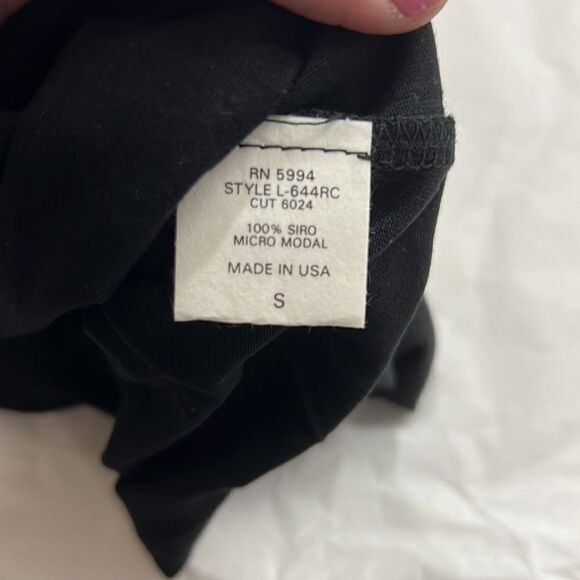 RN 5994
STYLE L-644RC
CUT 6024
100% SIRO
MICRO MODAL
MADE IN USA
S